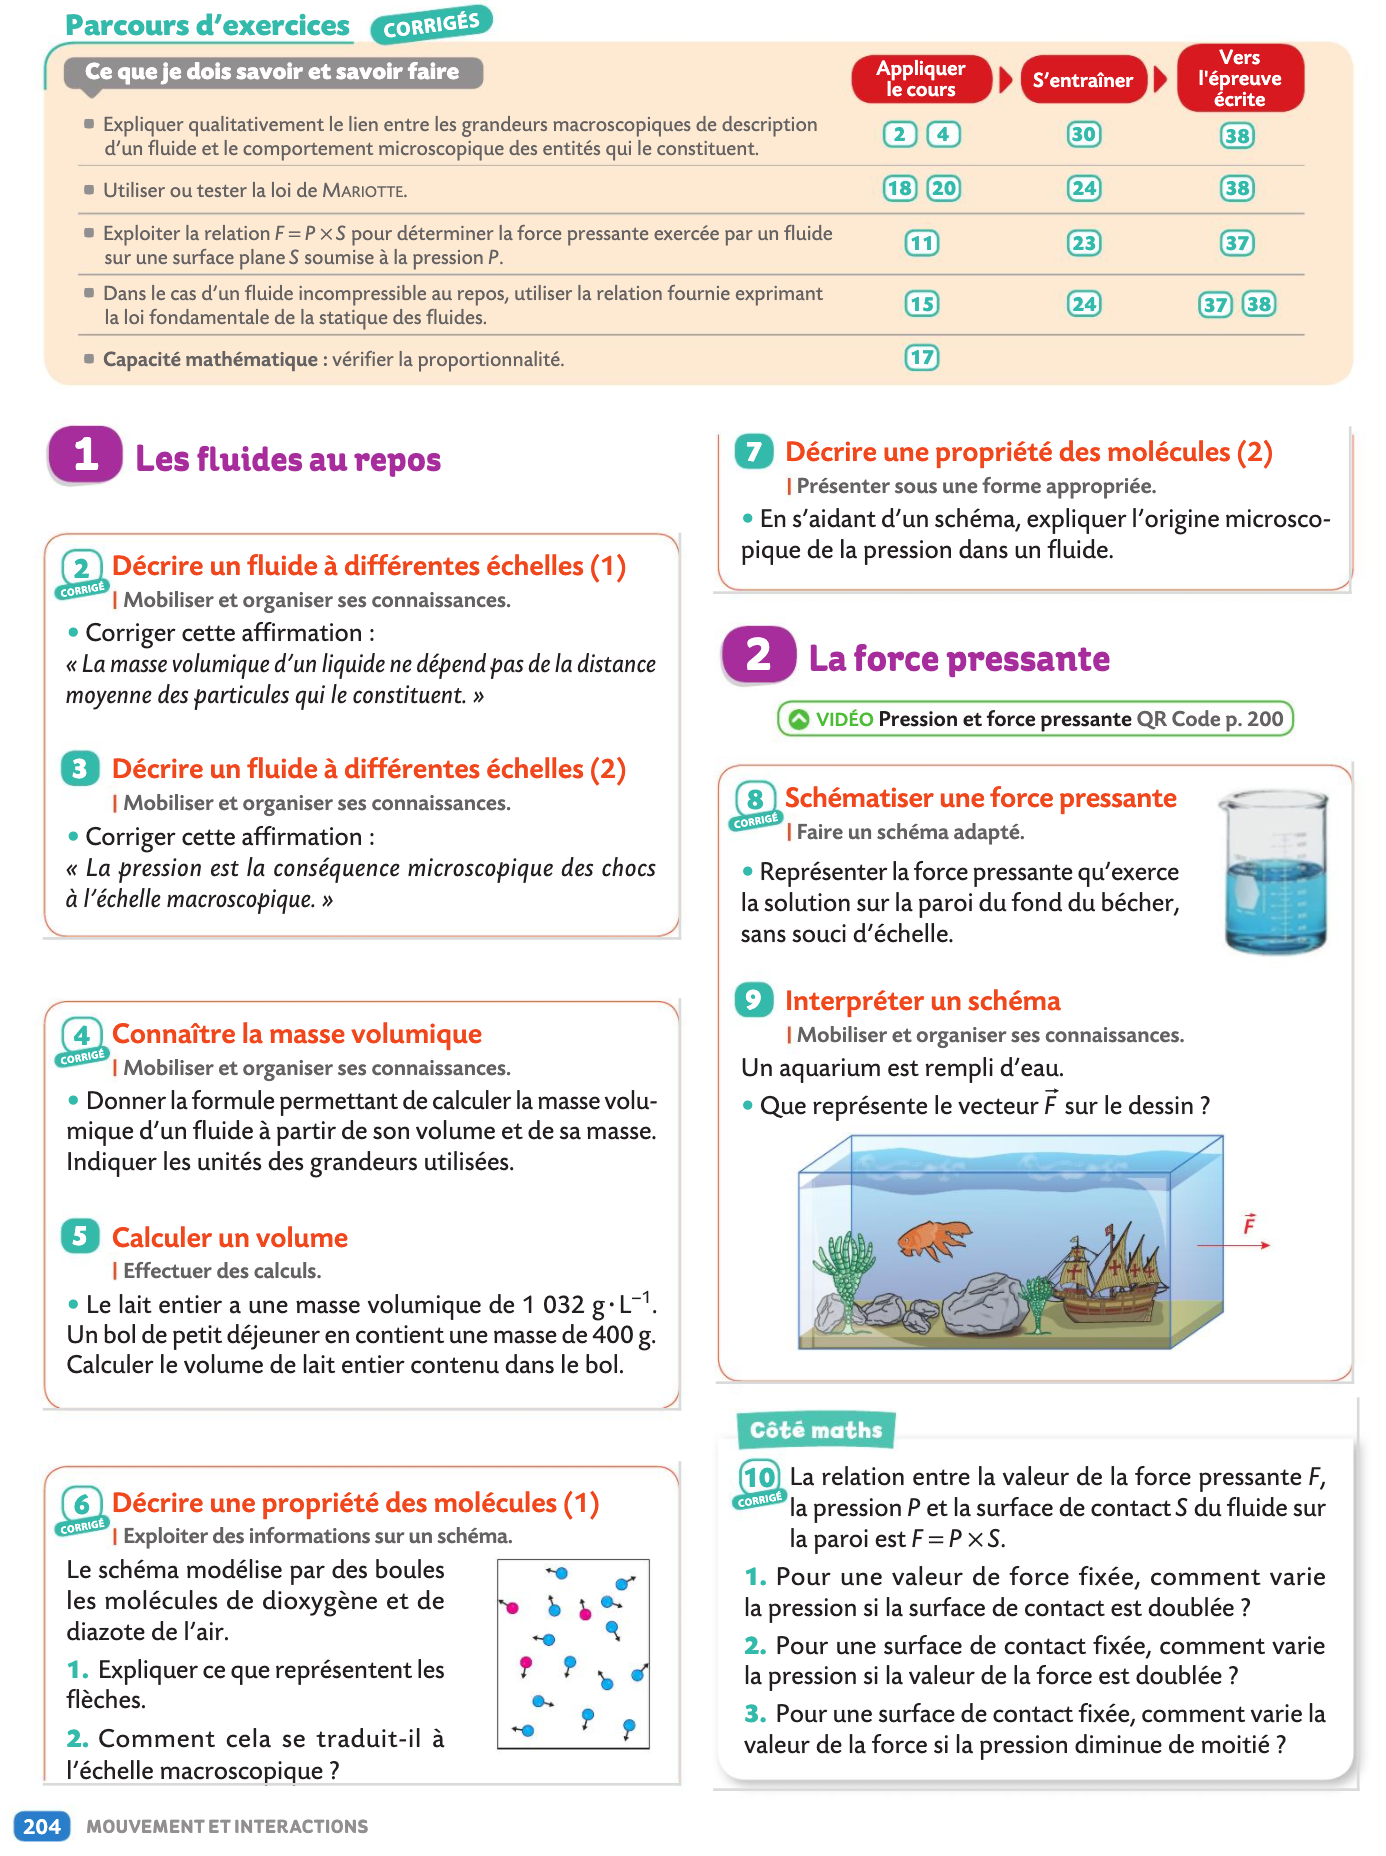 Parcours d'exercices CORRIGÉS
Ce que je dois savoir et savoir faire
Appliquer
le cours
S'entraîner
Vers
l'épreuve
écrite
Expliquer qualitativement le lien entre les grandeurs macroscopiques de description
d'un fluide et le comportement microscopique des entités qui le constituent.
2 4 30 38
Utiliser ou tester la loi de MARIOTTE.
18 20 24 38
Exploiter la relation F = P × S pour déterminer la force pressante exercée par un fluide
sur une surface plane S soumise à la pression P.
11 23 37
Dans le cas d'un fluide incompressible au repos, utiliser la relation fournie exprimant
la loi fondamentale de la statique des fluides.
15 24 37 38
Capacité mathématique : vérifier la proportionnalité.
17
1 Les fluides au repos
2 Décrire un fluide à différentes échelles (1)
CORRIGÉ
| Mobiliser et organiser ses connaissances.
• Corriger cette affirmation :
« La masse volumique d'un liquide ne dépend pas de la distance
moyenne des particules qui le constituent. »
3 Décrire un fluide à différentes échelles (2)
| Mobiliser et organiser ses connaissances.
• Corriger cette affirmation :
« La pression est la conséquence microscopique des chocs
à l'échelle macroscopique. »
4 Connaître la masse volumique
CORRIGÉ
| Mobiliser et organiser ses connaissances.
• Donner la formule permettant de calculer la masse volu-
mique d'un fluide à partir de son volume et de sa masse.
Indiquer les unités des grandeurs utilisées.
5 Calculer un volume
| Effectuer des calculs.
• Le lait entier a une masse volumique de 1 032 g·L⁻¹.
Un bol de petit déjeuner en contient une masse de 400 g.
Calculer le volume de lait entier contenu dans le bol.
6 Décrire une propriété des molécules (1)
CORRIGÉ
| Exploiter des informations sur un schéma.
Le schéma modélise par des boules
les molécules de dioxygène et de
diazote de l'air.
1. Expliquer ce que représentent les
flèches.
2. Comment cela se traduit-il à
l'échelle macroscopique ?
7 Décrire une propriété des molécules (2)
| Présenter sous une forme appropriée.
• En s'aidant d'un schéma, expliquer l'origine microsco-
pique de la pression dans un fluide.
2 La force pressante
VIDÉO Pression et force pressante QR Code p. 200
8 Schématiser une force pressante
CORRIGÉ
| Faire un schéma adapté.
• Représenter la force pressante qu'exerce
la solution sur la paroi du fond du bécher,
sans souci d'échelle.
9 Interpréter un schéma
| Mobiliser et organiser ses connaissances.
Un aquarium est rempli d'eau.
• Que représente le vecteur F⃗ sur le dessin ?
F⃗
Côté maths
10 La relation entre la valeur de la force pressante F,
CORRIGÉ
la pression P et la surface de contact S du fluide sur
la paroi est F = P × S.
1. Pour une valeur de force fixée, comment varie
la pression si la surface de contact est doublée ?
2. Pour une surface de contact fixée, comment varie
la pression si la valeur de la force est doublée ?
3. Pour une surface de contact fixée, comment varie la
valeur de la force si la pression diminue de moitié ?
204 MOUVEMENT ET INTERACTIONS